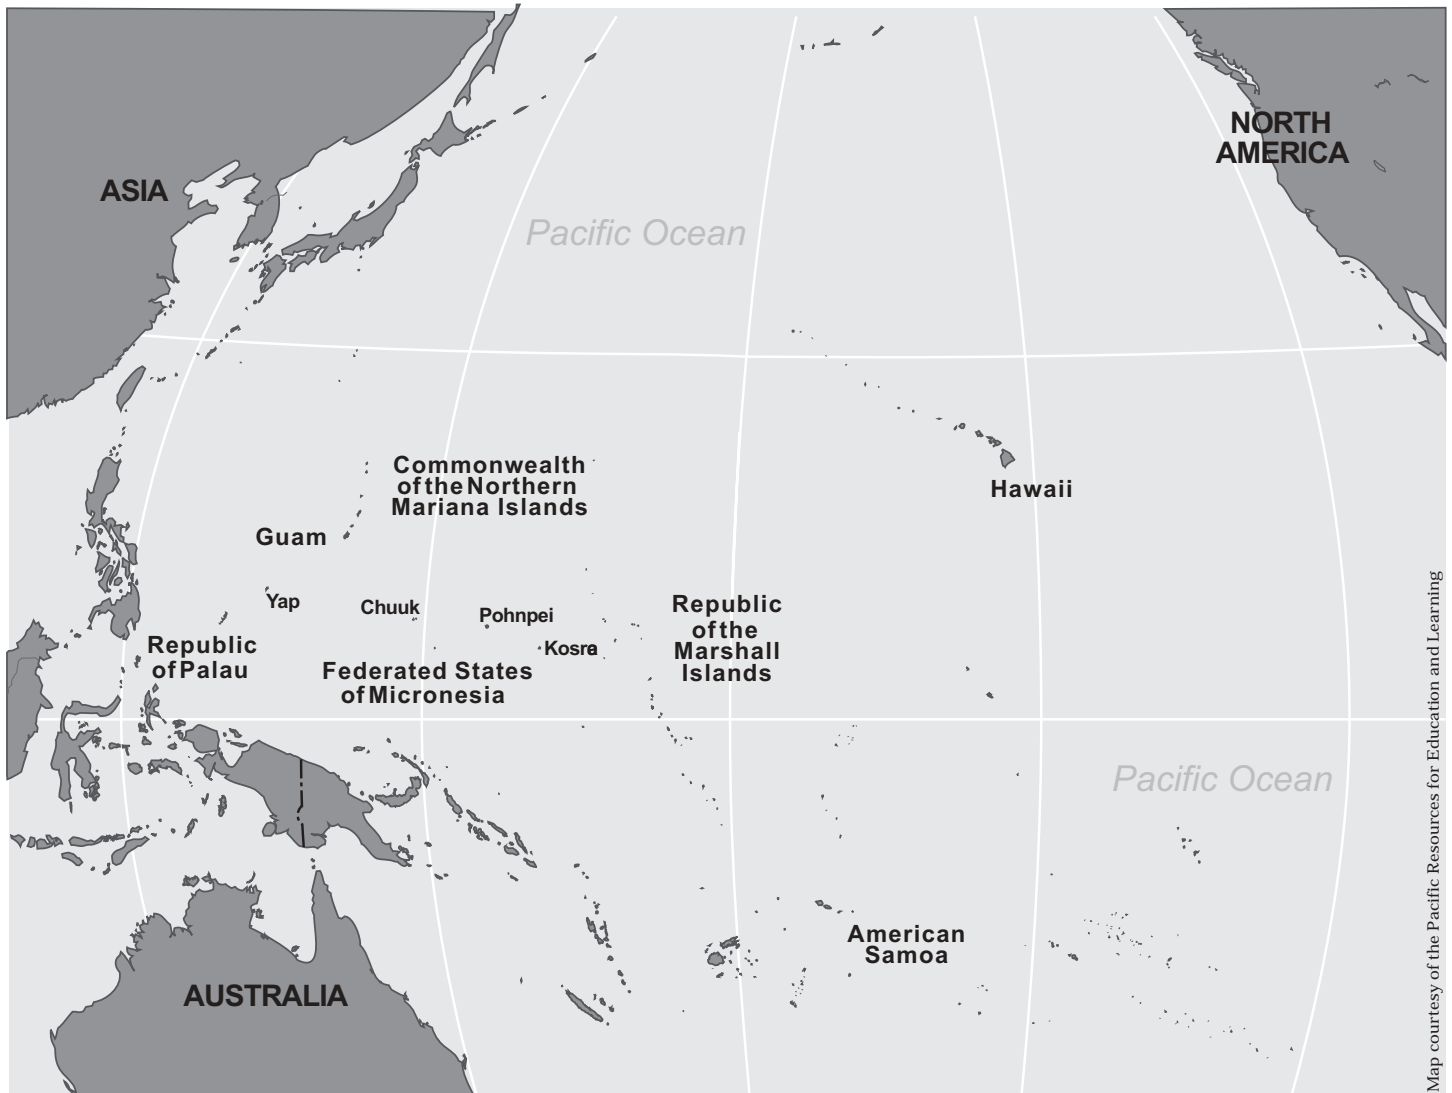 NORTH
AMERICA
ASIA
Pacific Ocean
Commonwealth
of the Northern
Mariana Islands
Hawaii
Guam
Yap
Chuuk
Pohnpei
Kosrae
Republic
of the
Marshall
Islands
Republic
of Palau
Federated States
of Micronesia
Pacific Ocean
American
Samoa
AUSTRALIA
Map courtesy of the Pacific Resources for Education and Learning